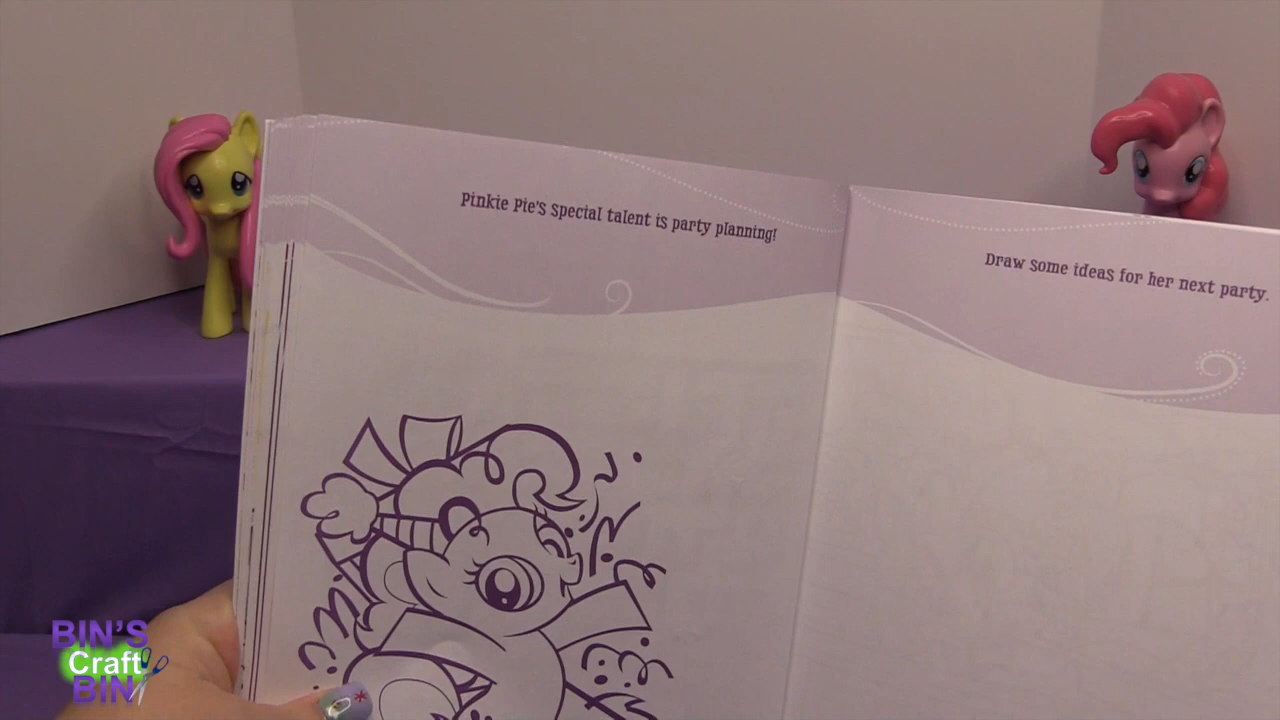 Pinkie Pie's special talent is party planning!
Draw some ideas for her next party.
BIN'S
Craft
BIN